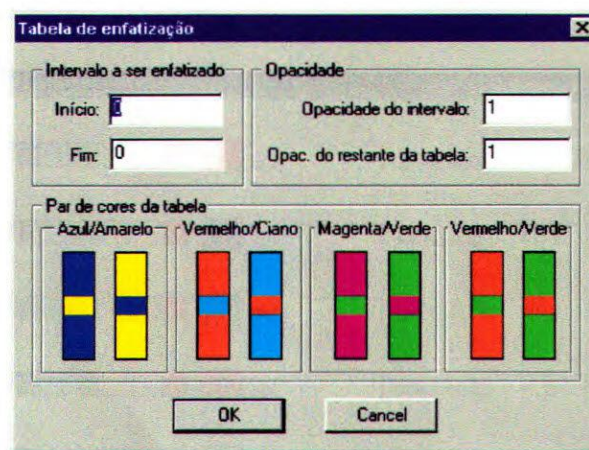 Tabela de enfatização
Intervalo a ser enfatizado
Início: 0
Fim: 0
Opacidade
Opacidade do intervalo: 1
Opac. do restante da tabela: 1
Par de cores da tabela
Azul/Amarelo Vermelho/Ciano Magenta/Verde Vermelho/Verde
OK Cancel